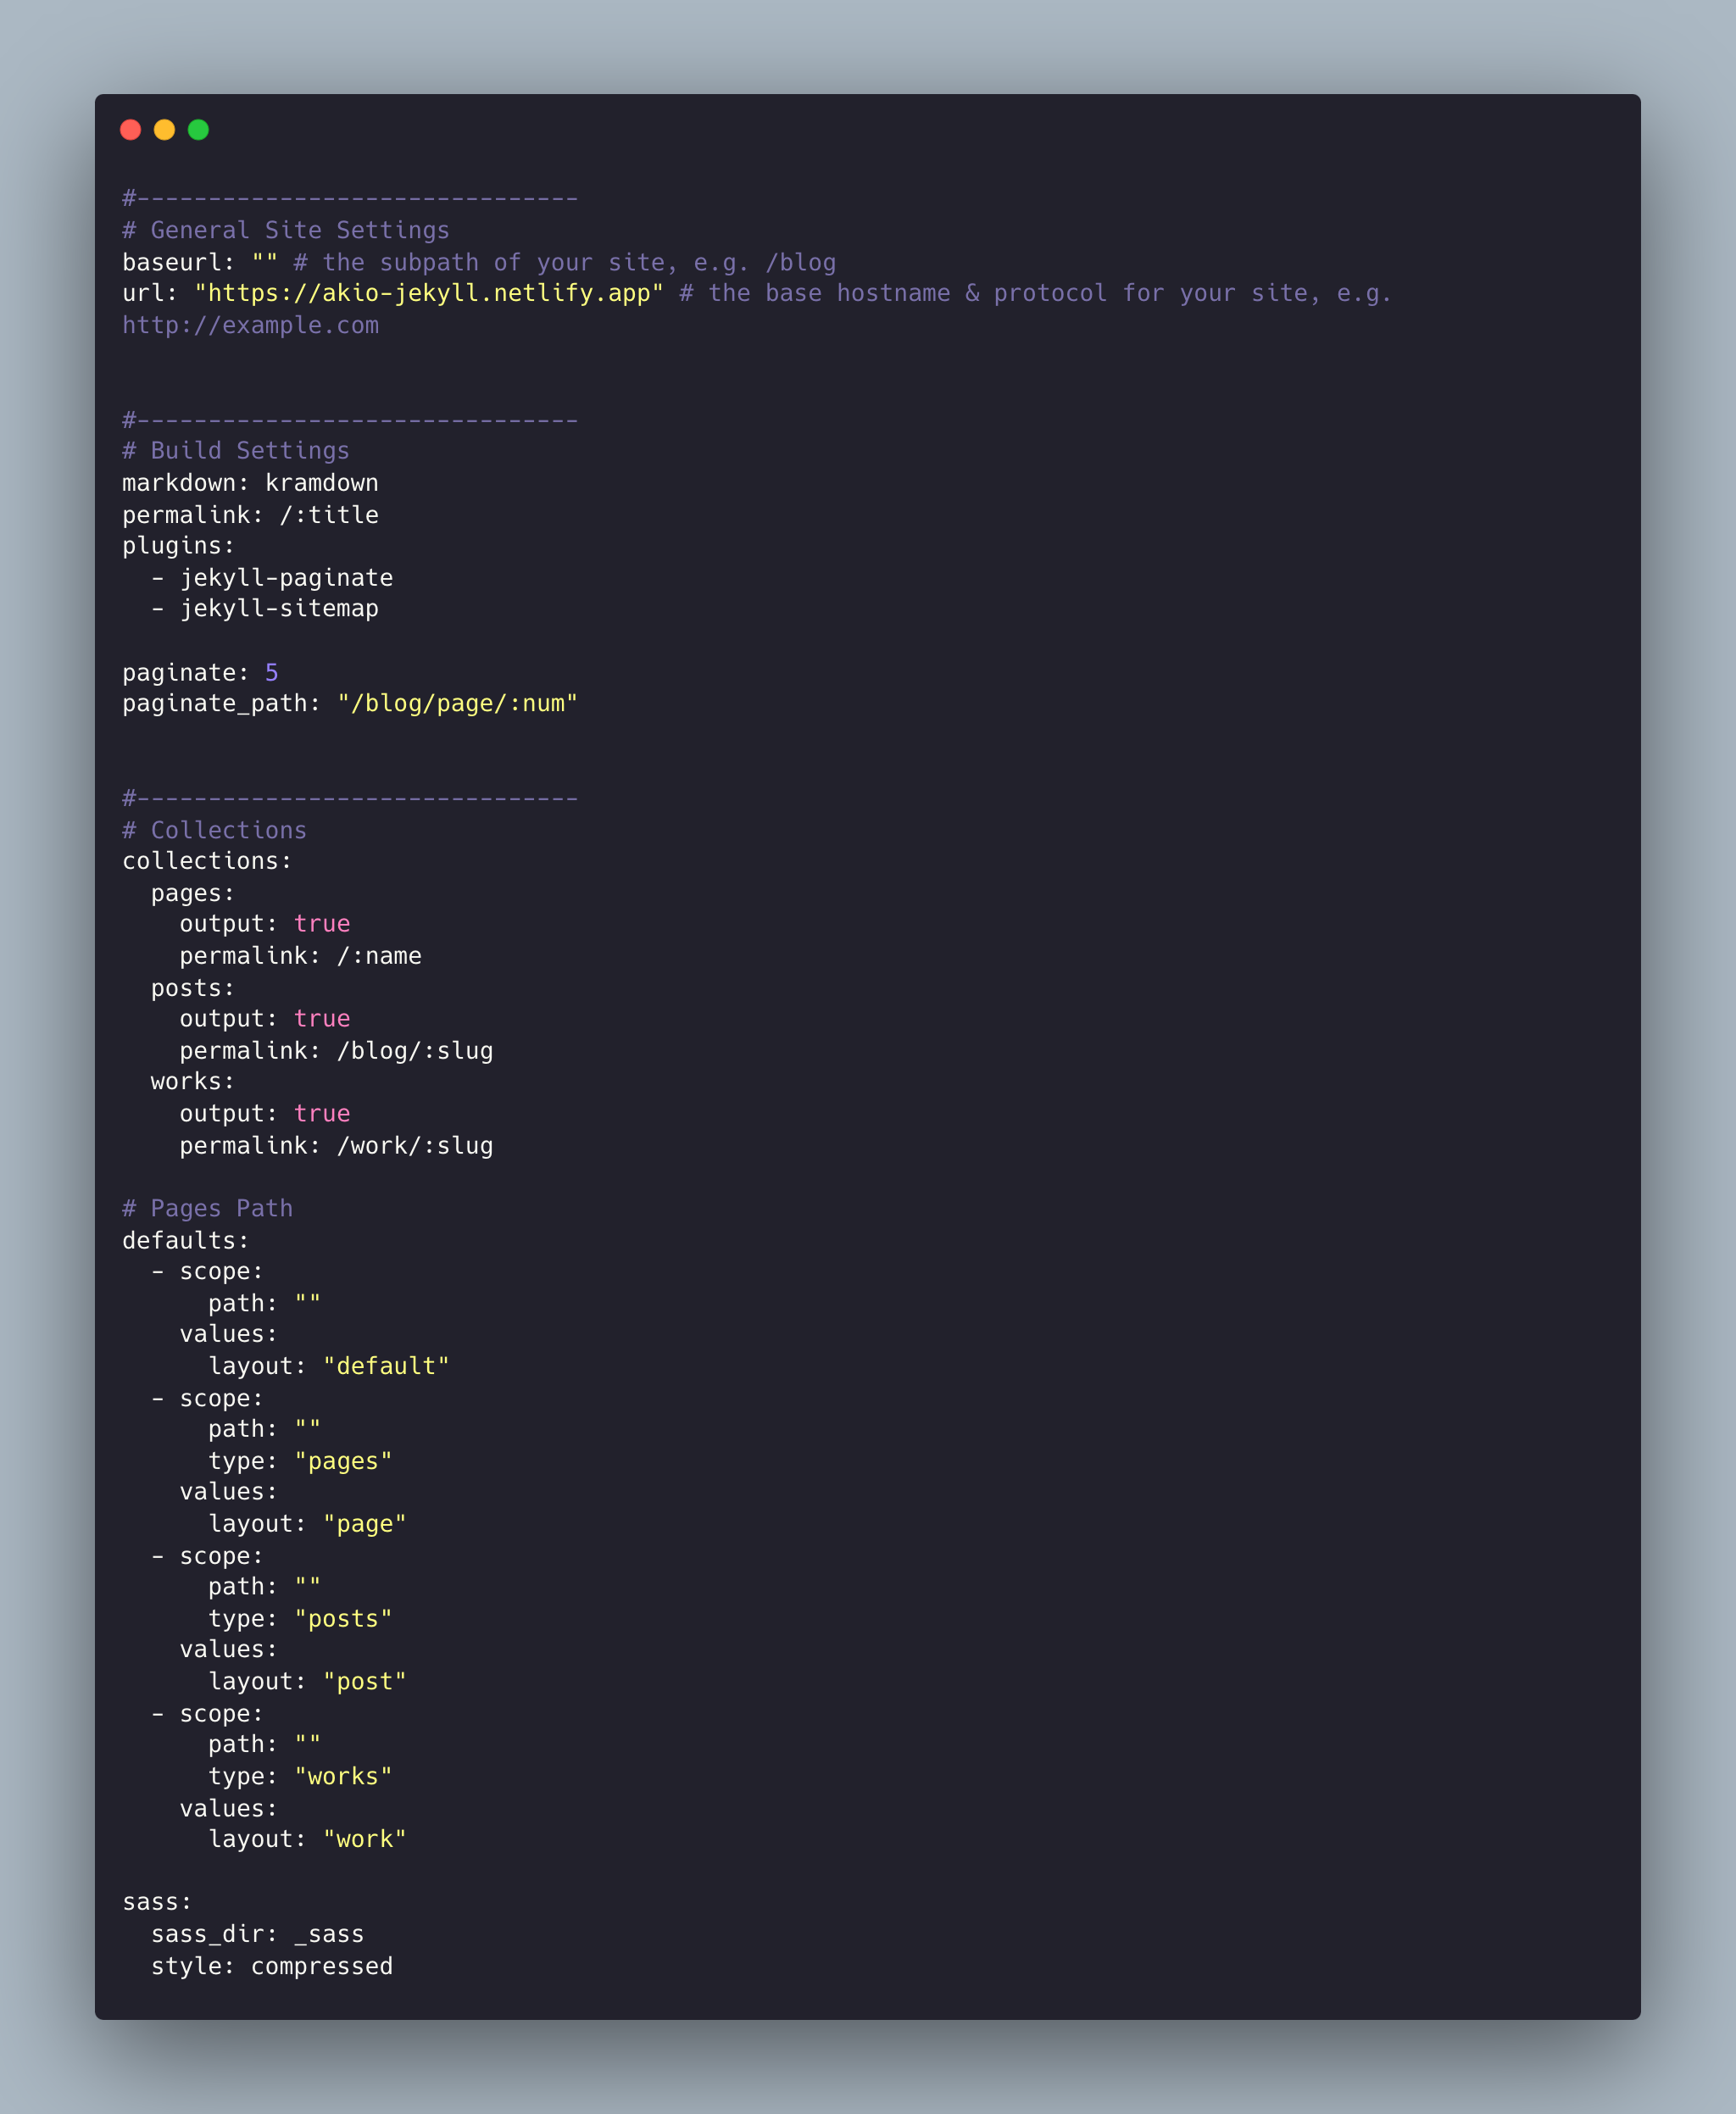 #-------------------------------
# General Site Settings
baseurl: "" # the subpath of your site, e.g. /blog
url: "https://akio-jekyll.netlify.app" # the base hostname & protocol for your site, e.g.
http://example.com
#-------------------------------
# Build Settings
markdown: kramdown
permalink: /:title
plugins:
  - jekyll-paginate
  - jekyll-sitemap
paginate: 5
paginate_path: "/blog/page/:num"
#-------------------------------
# Collections
collections:
  pages:
    output: true
    permalink: /:name
  posts:
    output: true
    permalink: /blog/:slug
  works:
    output: true
    permalink: /work/:slug
# Pages Path
defaults:
  - scope:
      path: ""
    values:
      layout: "default"
  - scope:
      path: ""
      type: "pages"
    values:
      layout: "page"
  - scope:
      path: ""
      type: "posts"
    values:
      layout: "post"
  - scope:
      path: ""
      type: "works"
    values:
      layout: "work"
sass:
  sass_dir: _sass
  style: compressed